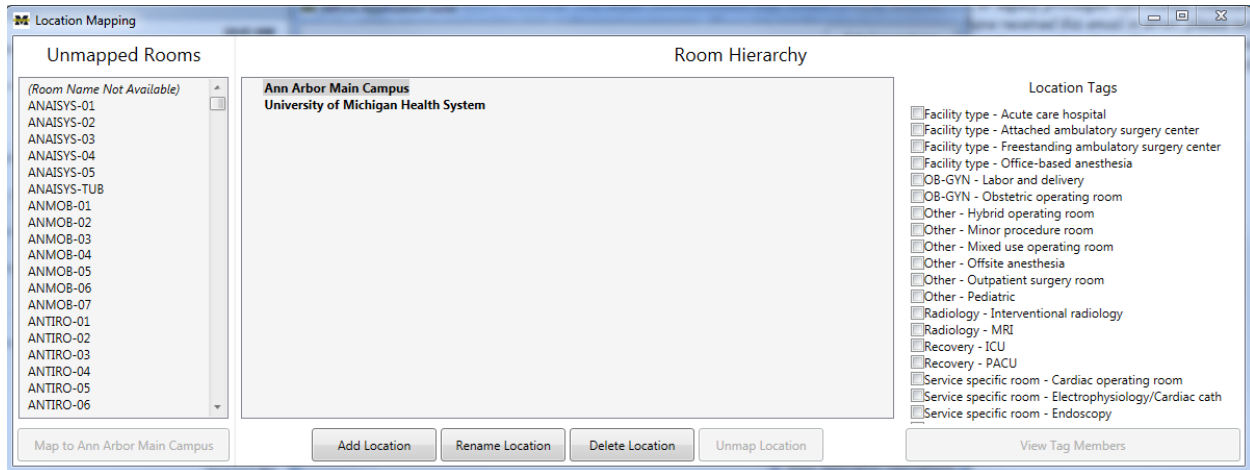 Location Mapping
Unmapped Rooms
(Room Name Not Available)
ANAISYS-01
ANAISYS-02
ANAISYS-03
ANAISYS-04
ANAISYS-05
ANAISYS-TUB
ANMOB-01
ANMOB-02
ANMOB-03
ANMOB-04
ANMOB-05
ANMOB-06
ANMOB-07
ANTIRO-01
ANTIRO-02
ANTIRO-03
ANTIRO-04
ANTIRO-05
ANTIRO-06
Map to Ann Arbor Main Campus
Room Hierarchy
Ann Arbor Main Campus
University of Michigan Health System
Add Location
Rename Location
Delete Location
Unmap Location
Location Tags
Facility type - Acute care hospital
Facility type - Attached ambulatory surgery center
Facility type - Freestanding ambulatory surgery center
Facility type - Office-based anesthesia
OB-GYN - Labor and delivery
OB-GYN - Obstetric operating room
Other - Hybrid operating room
Other - Minor procedure room
Other - Mixed use operating room
Other - Offsite anesthesia
Other - Outpatient surgery room
Other - Pediatric
Radiology - Interventional radiology
Radiology - MRI
Recovery - ICU
Recovery - PACU
Service specific room - Cardiac operating room
Service specific room - Electrophysiology/Cardiac cath
Service specific room - Endoscopy
View Tag Members